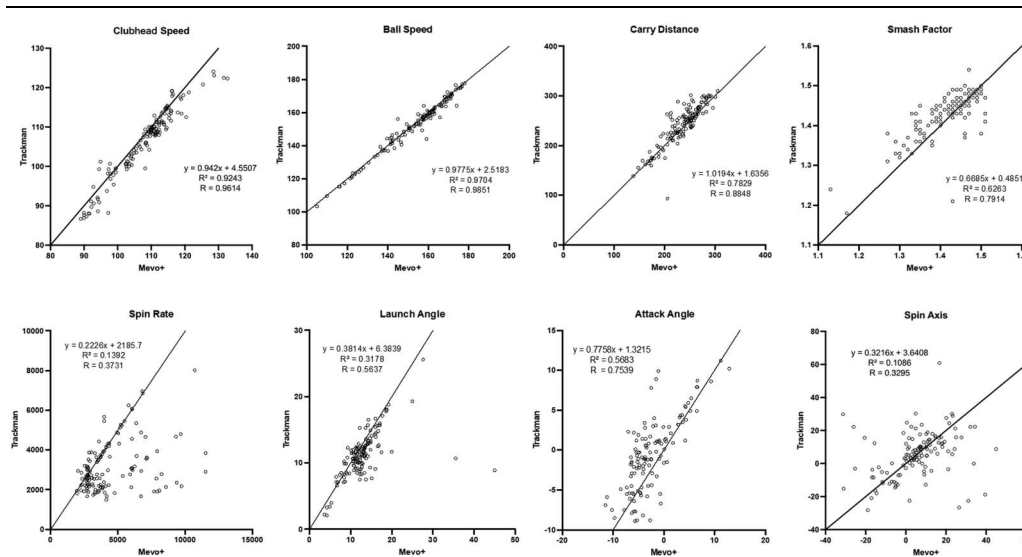 Clubhead Speed
130
120
110
100
90
80
80
100
120
140
Trackman
Mevo+
y = 0.942x + 4.5507
R² = 0.9243
R = 0.9614
Ball Speed
200
180
160
140
120
100
80
100
120
140
160
180
200
Trackman
Mevo+
y = 0.9775x + 2.5183
R² = 0.9704
R = 0.9851
Carry Distance
400
300
200
100
0
0
100
200
300
400
Trackman
Mevo+
y = 1.0194x + 1.6356
R² = 0.7829
R = 0.8848
Smash Factor
1.6
1.5
1.4
1.3
1.2
1.1
1.1
1.2
1.3
1.4
1.5
Trackman
Mevo+
y = 0.6685x + 0.4851
R² = 0.6263
R = 0.7914
Spin Rate
10000
8000
6000
4000
2000
0
0
5000
10000
15000
Trackman
Mevo+
y = 0.2226x + 2185.7
R² = 0.1392
R = 0.3731
Launch Angle
30
20
10
0
0
10
20
30
40
50
Trackman
Mevo+
y = 0.3814x + 6.3839
R² = 0.3178
R = 0.5637
Attack Angle
15
10
5
0
-5
-10
-20
-10
0
10
20
Trackman
Mevo+
y = 0.7758x + 1.3215
R² = 0.5683
R = 0.7539
Spin Axis
80
60
40
20
0
-20
-40
-40
-20
0
20
40
Trackman
Mevo+
y = 0.3216x + 3.6408
R² = 0.1086
R = 0.3295